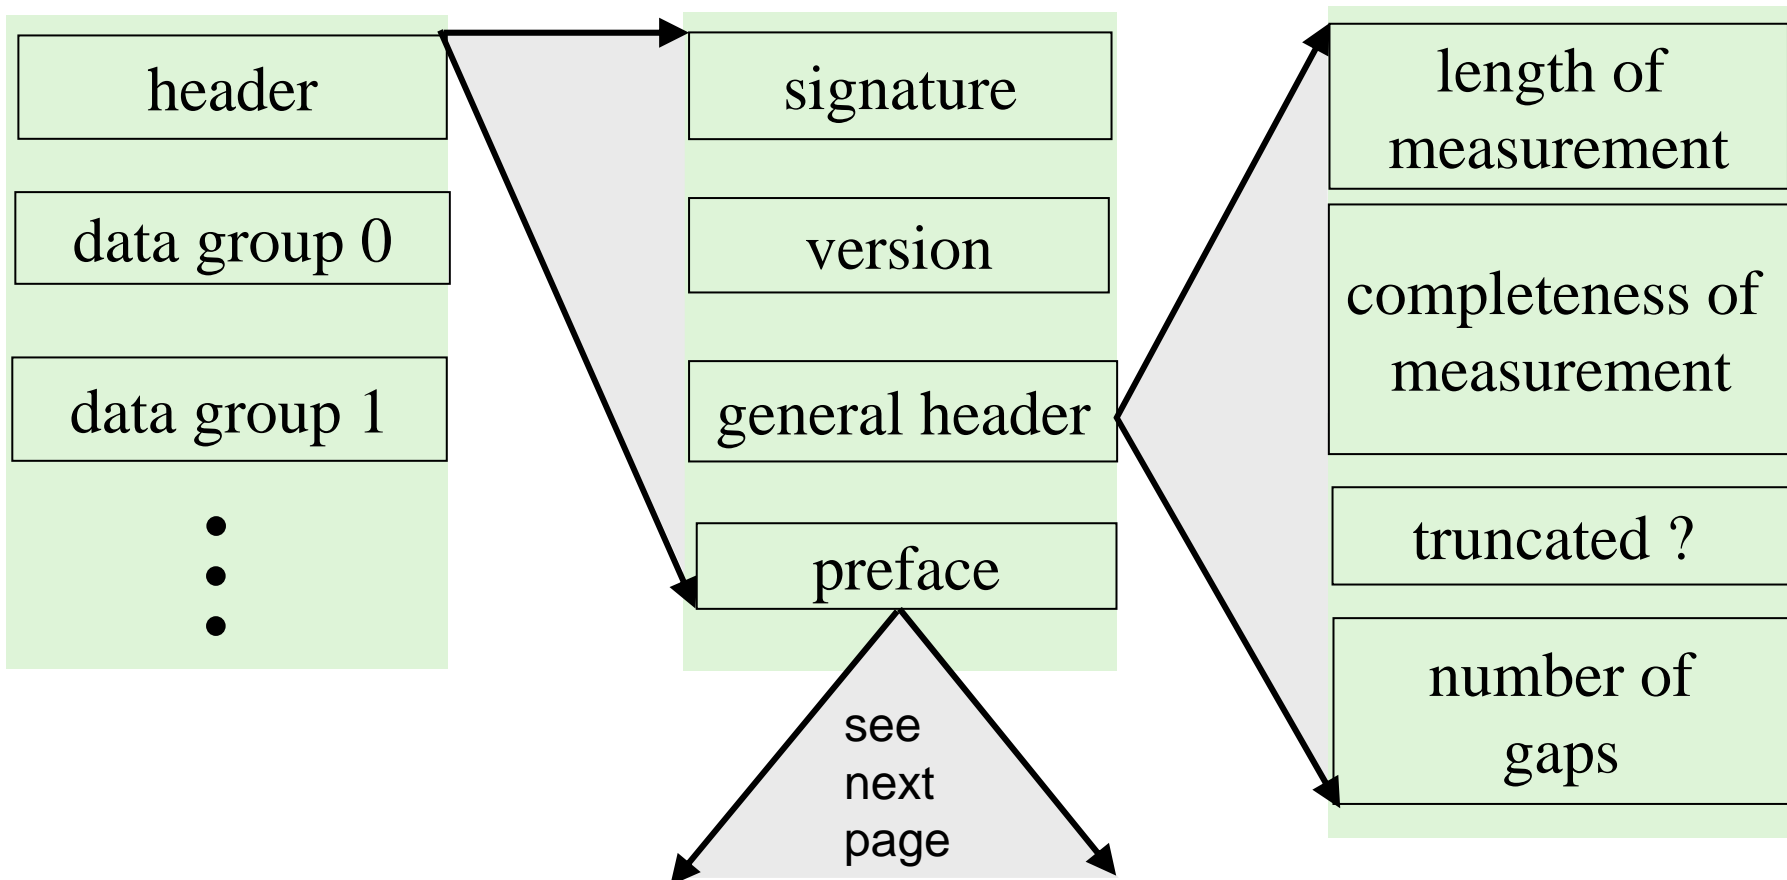 header
data group 0
data group 1
signature
version
general header
preface
see
next
page
length of
measurement
completeness of
measurement
truncated ?
number of
gaps